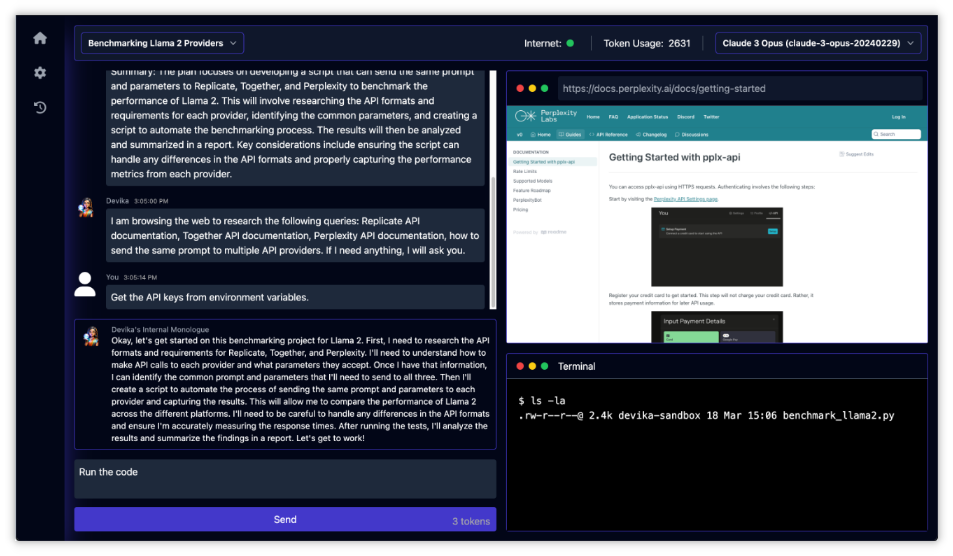 Benchmarking Llama 2 Providers
Internet:
Token Usage: 2631
Claude 3 Opus (claude-3-opus-20240229)
Summary: The plan focuses on developing a script that can send the same prompt
and parameters to Replicate, Together, and Perplexity to benchmark the
performance of Llama 2. This will involve researching the API formats and
requirements for each provider, identifying the common parameters, and creating a
script to automate the benchmarking process. The results will then be analyzed
and summarized in a report. Key considerations include ensuring the script can
handle any differences in the API formats and properly capturing the performance
metrics from each provider.
Devika 3:05:00 PM
I am browsing the web to research the following queries: Replicate API
documentation, Together API documentation, Perplexity API documentation, how to
send the same prompt to multiple API providers. If I need anything, I will ask you.
You 3:05:14 PM
Get the API keys from environment variables.
Devika's Internal Monologue
Okay, let's get started on this benchmarking project for Llama 2. First, I need to research the API
formats and requirements for Replicate, Together, and Perplexity. I'll need to understand how to
make API calls to each provider and what parameters they accept. Once I have that information,
I can identify the common prompt and parameters that I'll need to send to all three. Then I'll
create a script to automate the process of sending the same prompt and parameters to each
provider and capturing the results. This will allow me to compare the performance of Llama 2
across the different platforms. I'll need to be careful to handle any differences in the API formats
and ensure I'm accurately measuring the response times. After running the tests, I'll analyze the
results and summarize the findings in a report. Let's get to work!
Run the code
Send
3 tokens
https://docs.perplexity.ai/docs/getting-started
Perplexity
Labs
Home FAQ Application Status Discord Twitter
Log In
Home Guides API Reference Changelog Discussions
Search
DOCUMENTATION
Getting Started with pplx-api
Rate Limits
Supported Models
Feature Roadmap
PerplexityBot
Pricing
Getting Started with pplx-api
Suggest Edits
You can access pplx-api using HTTPS requests. Authenticating involves the following steps:
Start by visiting the Perplexity API Settings page
You
Register your credit card to get started. This step will not charge your credit card. Rather, it
stores payment information for later API usage.
Input Payment Details
Terminal
$ ls -la
.rw-r--r--@ 2.4k devika-sandbox 18 Mar 15:06 benchmark_llama2.py